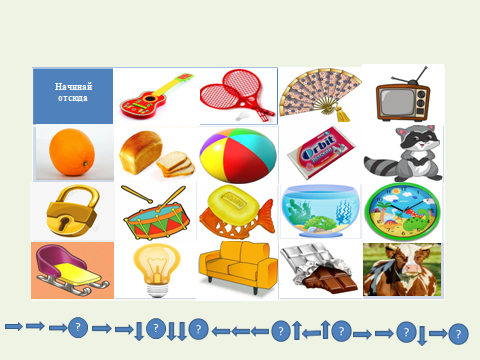 Начинай
отсюда
Orbit
? ? ? ? ? ? ?